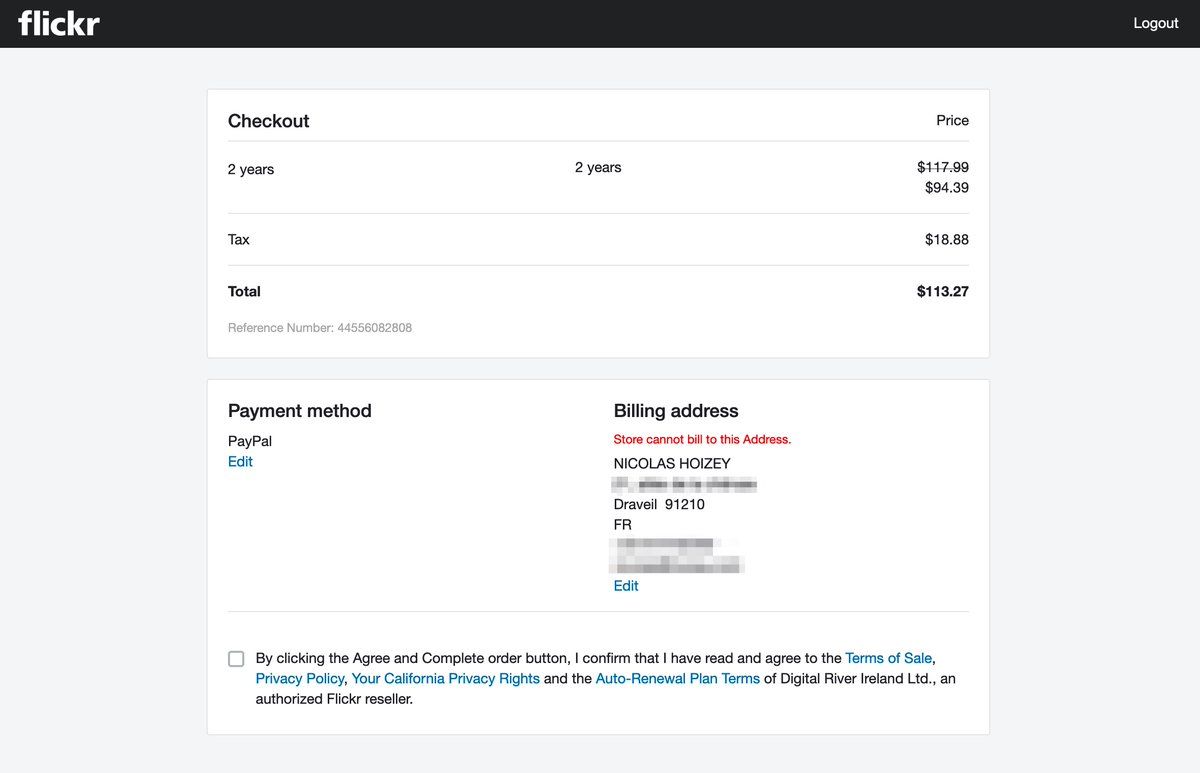 flickr
Logout
Checkout Price
2 years 2 years $117.99
$94.39
Tax $18.88
Total $113.27
Reference Number: 44556082808
Payment method
PayPal
Edit
Billing address
Store cannot bill to this Address.
NICOLAS HOIZEY
Draveil 91210
FR
Edit
By clicking the Agree and Complete order button, I confirm that I have read and agree to the Terms of Sale,
Privacy Policy, Your California Privacy Rights and the Auto-Renewal Plan Terms of Digital River Ireland Ltd., an
authorized Flickr reseller.